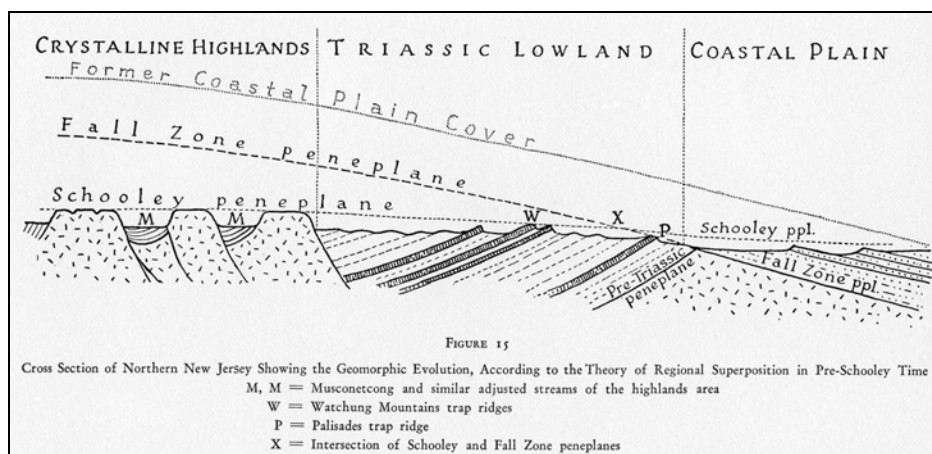 CRYSTALLINE HIGHLANDS TRIASSIC LOWLAND COASTAL PLAIN
Former Coastal Plain Cover
Fall Zone peneplane
Schooley peneplane
M M W X P Schooley ppl.
Pre-Triassic peneplane
Fall Zone ppl.
FIGURE 15
Cross Section of Northern New Jersey Showing the Geomorphic Evolution, According to the Theory of Regional Superposition in Pre-Schooley Time
M, M = Musconetcong and similar adjusted streams of the highlands area
W = Watchung Mountains trap ridges
P = Palisades trap ridge
X = Intersection of Schooley and Fall Zone peneplanes